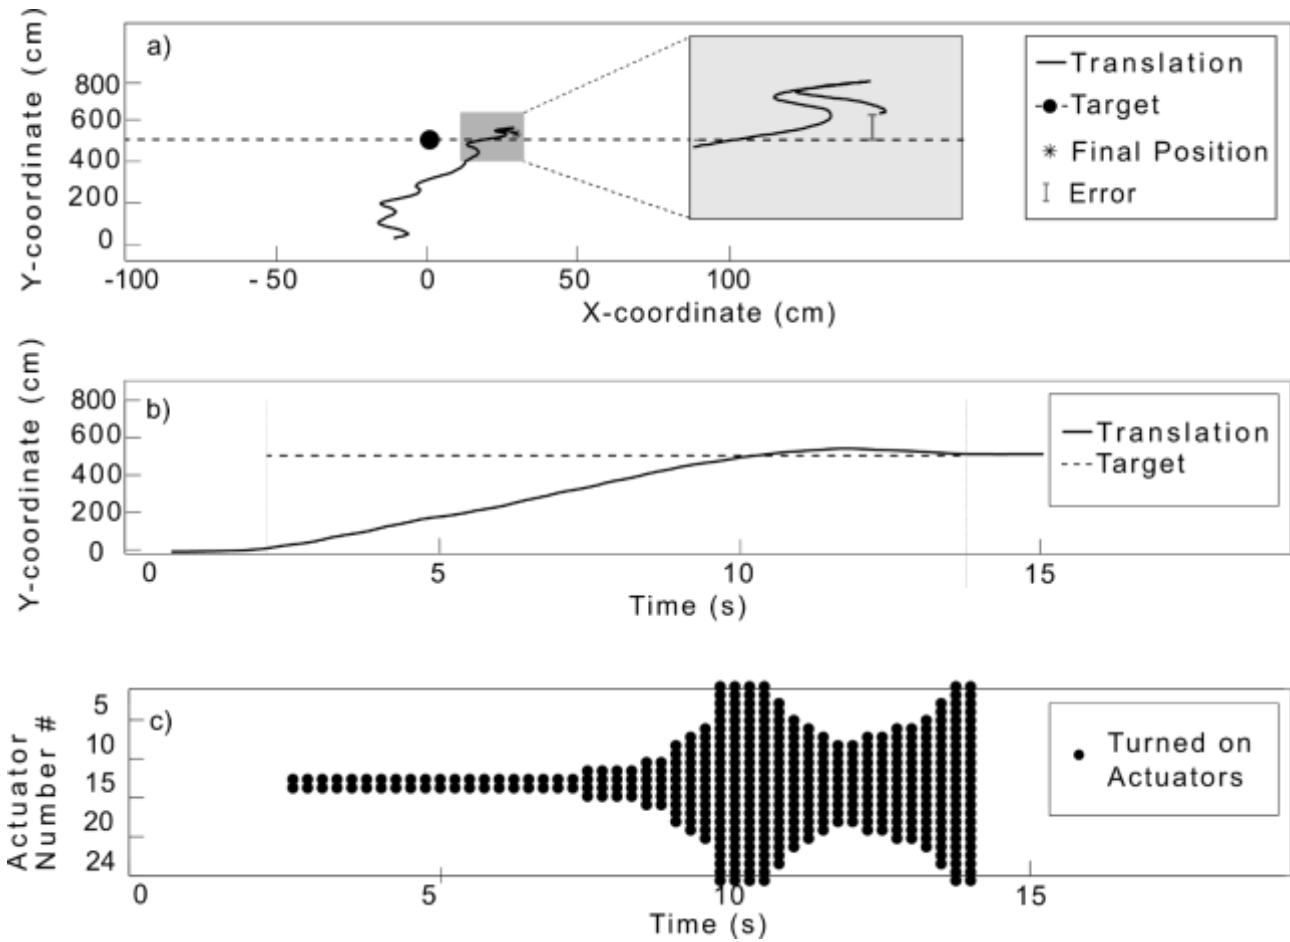 a)
Y-coordinate (cm)
800
600
400
200
0
-100
- 50
0
50
100
X-coordinate (cm)
Translation
Target
Final Position
Error
b)
Y-coordinate (cm)
800
600
400
200
0
0
5
10
15
Time (s)
Translation
Target
c)
Actuator
Number #
5
10
15
20
24
0
5
10
15
Time (s)
Turned on
Actuators